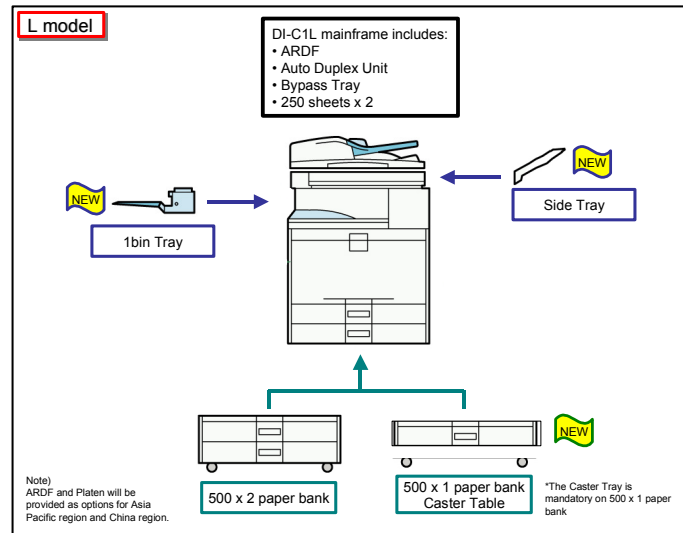 L model
DI-C1L mainframe includes:
• ARDF
• Auto Duplex Unit
• Bypass Tray
• 250 sheets x 2
NEW
1bin Tray
NEW
Side Tray
500 x 2 paper bank
500 x 1 paper bank
Caster Table
NEW
*The Caster Tray is
mandatory on 500 x 1 paper
bank
Note)
ARDF and Platen will be
provided as options for Asia
Pacific region and China region.